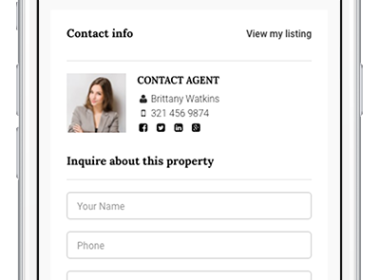 Contact info
View my listing
CONTACT AGENT
Brittany Watkins
321 456 9874
Inquire about this property
Your Name
Phone